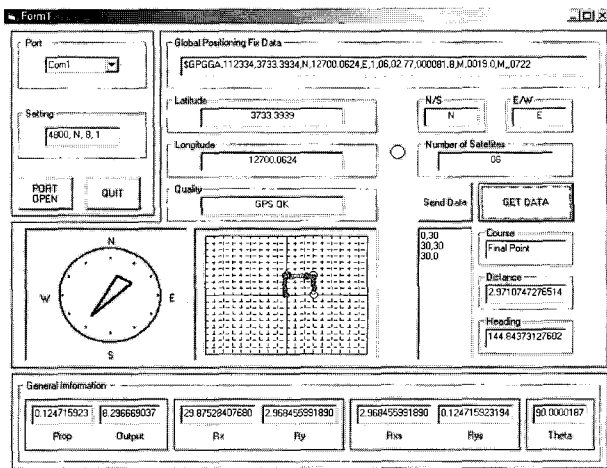 Form1
Port
Com1
Setting
4800, N, 8, 1
PORT OPEN
QUIT
Global Positioning Fix Data
$GPGGA,112334,3733.3934,N,12700.0624,E,1,06,02.77,000081.8,M,0019.0,M,,0722
Latitude
3733.3939
Longitude
12700.0624
Quality
GPS OK
N/S
N
E/W
E
Number of Satelites
06
Send Data
GET DATA
N
W
E
S
0,30
30,30
30,0
Course
Final Point
Distance
2.9710747276514
Heading
144.84373127602
General Imformation
0.124715923
8.296669037
29.87528407680
2.968455991890
2.968455991890
0.124715923194
90.0000187
Prop
Output
Rx
Ry
Rxs
Rys
Theta